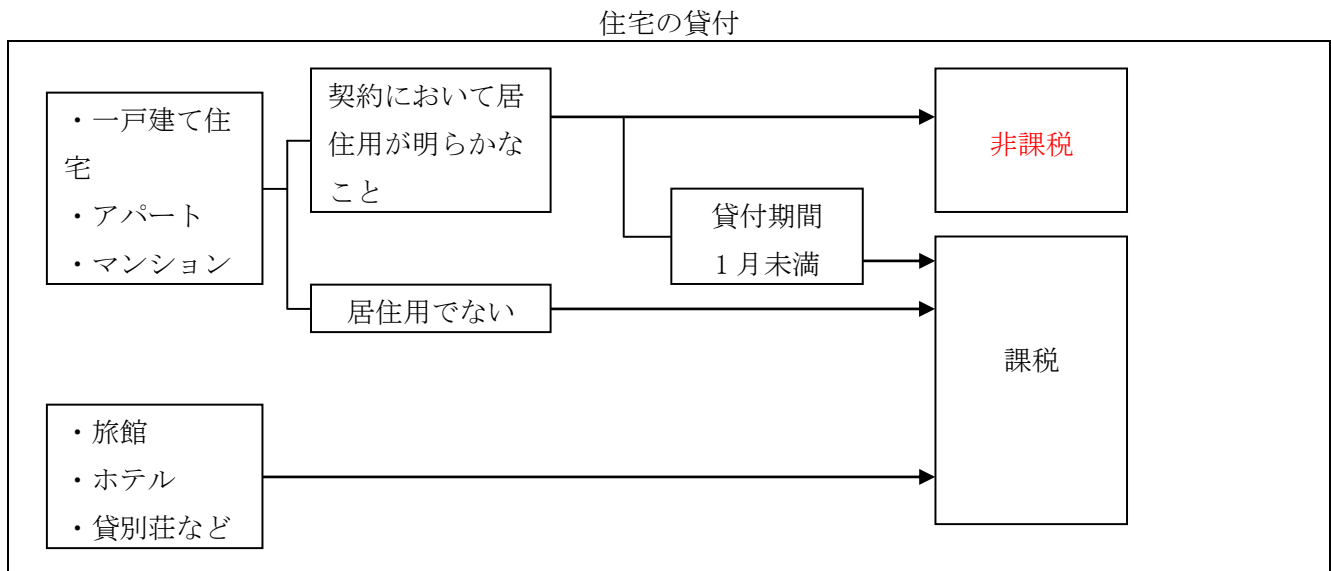 住宅の貸付
・一戸建て住
宅
・アパート
・マンション
契約において居
住用が明らかな
こと
非課税
貸付期間
1月未満
居住用でない
課税
・旅館
・ホテル
・貸別荘など